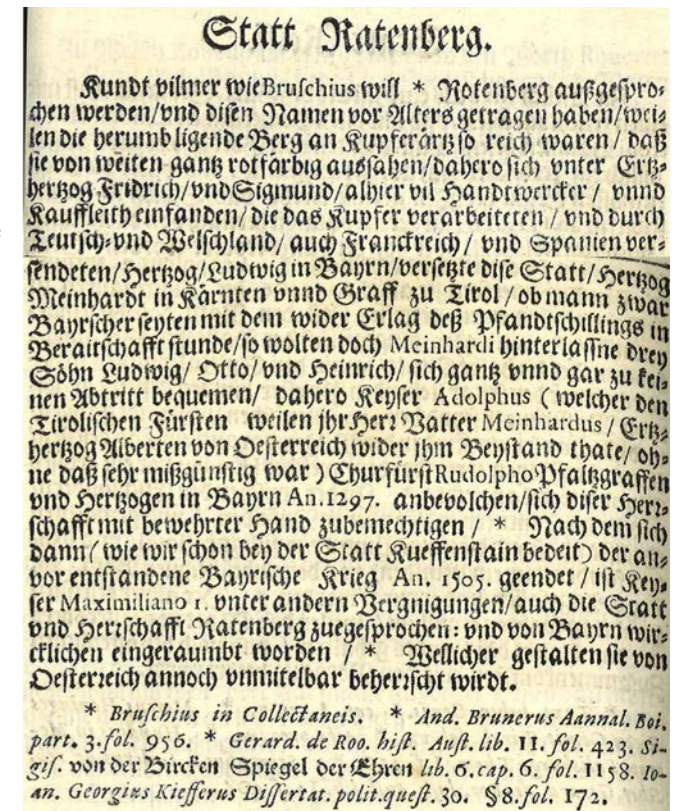 Statt Ratenberg.
Kundt vilmer wie Bruschius will * Rotenberg außgespro-
chen werden/vnd disen Namen vor Alters getragen haben/wei-
len die herumb ligende Berg an Kupferärtz so reich waren / daß
sie von weiten gantz rotfärbig aussahen/dahero sich vnter Ertz-
hertzog Fridrich/vnd Sigmund/alhier vil Handtwercker / vnnd
Kauffleith einfanden/die das Kupfer verarbeiteten / vnd durch
Teutsch-vnd Welschland/ auch Franckreich / vnd Spanien ver-
sendeten/Hertzog/Ludwig in Bayrn/versetzte dise Statt/Hertzog
Meinhardt in Kärnten vnnd Graff zu Tirol / ob mann zwar
Bayrscher seyten mit dem wider Erlag deß Pfandtschillings in
Beraitschafft stunde/so wolten doch Meinhardi hinterlassne drey
Söhn Ludwig/ Otto/ vnd Heinrich/ sich gantz vnnd gar zu kei-
nen Abtritt bequemen/ dahero Keyser Adolphus ( welcher den
Tirolischen Fürsten weilen jhr Herr Vatter Meinhardus / Ertz-
hertzog Alberten von Oesterreich wider jhm Beystand thate/ oh-
ne daß sehr mißgünstig war ) Churfürst Rudolpho Pfaltzgraffen
vnd Hertzogen in Bayrn An. 1297. anbevolchen/sich diser Herr-
schafft mit bewehrter Hand zubemechtigen / * Nach dem sich
dann ( wie wir schon bey der Statt Kueffenstain bedeit) der an-
vor entstandene Bayrische Krieg An. 1505. geendet / ist Key-
ser Maximiliano 1. vnter andern Vergnigungen/auch die Statt
vnd Herrschafft Ratenberg zuegesprochen: vnd von Bayrn wir-
cklichen eingeraumbt worden / * Wellicher gestalten sie von
Oesterreich annoch vnmitelbar beherrscht wirdt.
* Bruschius in Collectaneis. * And. Brunerus Aannal. Boi.
part. 3. fol. 956. * Gerard. de Roo. hist. Aust. lib. 11. fol. 423. Si-
gis. von der Bircken Spiegel der Ehren lib. 6. cap. 6. fol. 1158. Io-
an. Georgius Kiefferus Dissertat. polit. quest. 30. §8. fol. 172.